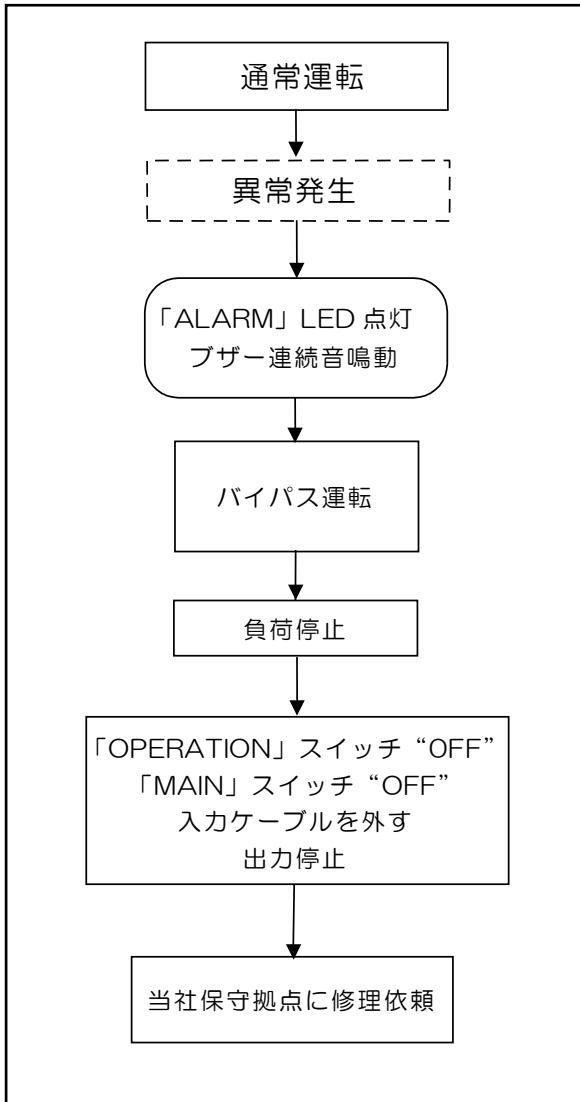 通常運転
異常発生
「ALARM」LED 点灯
ブザー連続音鳴動
バイパス運転
負荷停止
「OPERATION」スイッチ “OFF”
「MAIN」スイッチ “OFF”
入力ケーブルを外す
出力停止
当社保守拠点に修理依頼